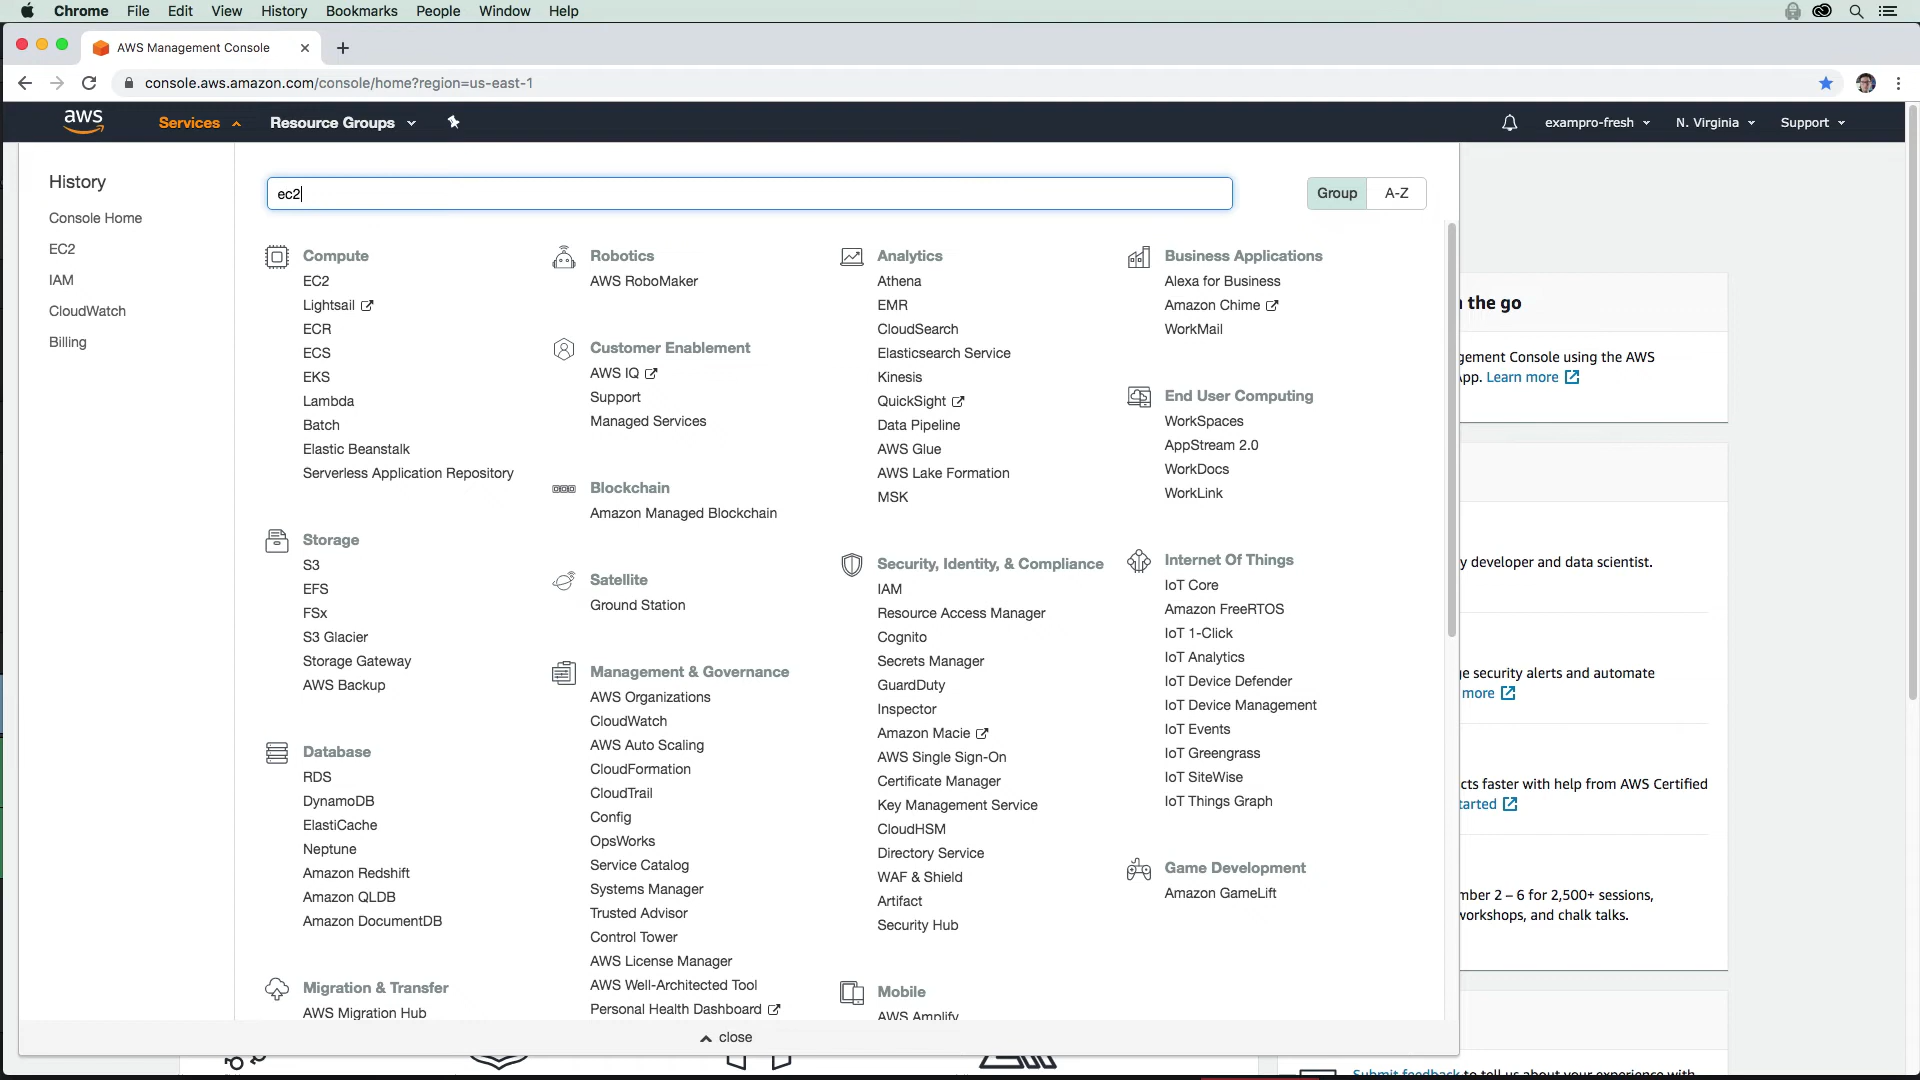 Chrome File Edit View History Bookmarks People Window Help
AWS Management Console
console.aws.amazon.com/console/home?region=us-east-1
aws Services Resource Groups exampro-fresh N. Virginia Support
History
Console Home
EC2
IAM
CloudWatch
Billing
ec2
Group A-Z
Compute
EC2
Lightsail
ECR
ECS
EKS
Lambda
Batch
Elastic Beanstalk
Serverless Application Repository
Storage
S3
EFS
FSx
S3 Glacier
Storage Gateway
AWS Backup
Database
RDS
DynamoDB
ElastiCache
Neptune
Amazon Redshift
Amazon QLDB
Amazon DocumentDB
Migration & Transfer
AWS Migration Hub
Robotics
AWS RoboMaker
Customer Enablement
AWS IQ
Support
Managed Services
Blockchain
Amazon Managed Blockchain
Satellite
Ground Station
Management & Governance
AWS Organizations
CloudWatch
AWS Auto Scaling
CloudFormation
CloudTrail
Config
OpsWorks
Service Catalog
Systems Manager
Trusted Advisor
Control Tower
AWS License Manager
AWS Well-Architected Tool
Personal Health Dashboard
Analytics
Athena
EMR
CloudSearch
Elasticsearch Service
Kinesis
QuickSight
Data Pipeline
AWS Glue
AWS Lake Formation
MSK
Security, Identity, & Compliance
IAM
Resource Access Manager
Cognito
Secrets Manager
GuardDuty
Inspector
Amazon Macie
AWS Single Sign-On
Certificate Manager
Key Management Service
CloudHSM
Directory Service
WAF & Shield
Artifact
Security Hub
Mobile
AWS Amplify
Business Applications
Alexa for Business
Amazon Chime
WorkMail
End User Computing
WorkSpaces
AppStream 2.0
WorkDocs
WorkLink
Internet Of Things
IoT Core
Amazon FreeRTOS
IoT 1-Click
IoT Analytics
IoT Device Defender
IoT Device Management
IoT Events
IoT Greengrass
IoT SiteWise
IoT Things Graph
Game Development
Amazon GameLift
close
the go
gement Console using the AWS
pp. Learn more
y developer and data scientist.
ge security alerts and automate
more
cts faster with help from AWS Certified
tarted
mber 2 – 6 for 2,500+ sessions,
workshops, and chalk talks.
Submit feedback to tell us about your experience with